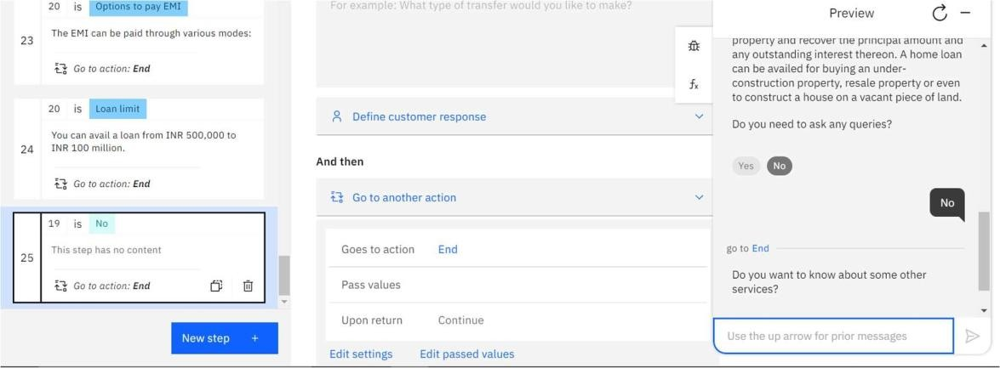 20 is Options to pay EMI
23
The EMI can be paid through various modes:
Go to action: End
20 is Loan limit
24
You can avail a loan from INR 500,000 to
INR 100 million.
Go to action: End
19 is No
25
This step has no content
Go to action: End
New step +
For example: What type of transfer would you like to make?
fx
Define customer response
And then
Go to another action
Goes to action End
Pass values
Upon return Continue
Edit settings Edit passed values
Preview
property and recover the principal amount and
any outstanding interest thereon. A home loan
can be availed for buying an under-
construction property, resale property or even
to construct a house on a vacant piece of land.
Do you need to ask any queries?
Yes No
No
go to End
Do you want to know about some other
services?
Use the up arrow for prior messages